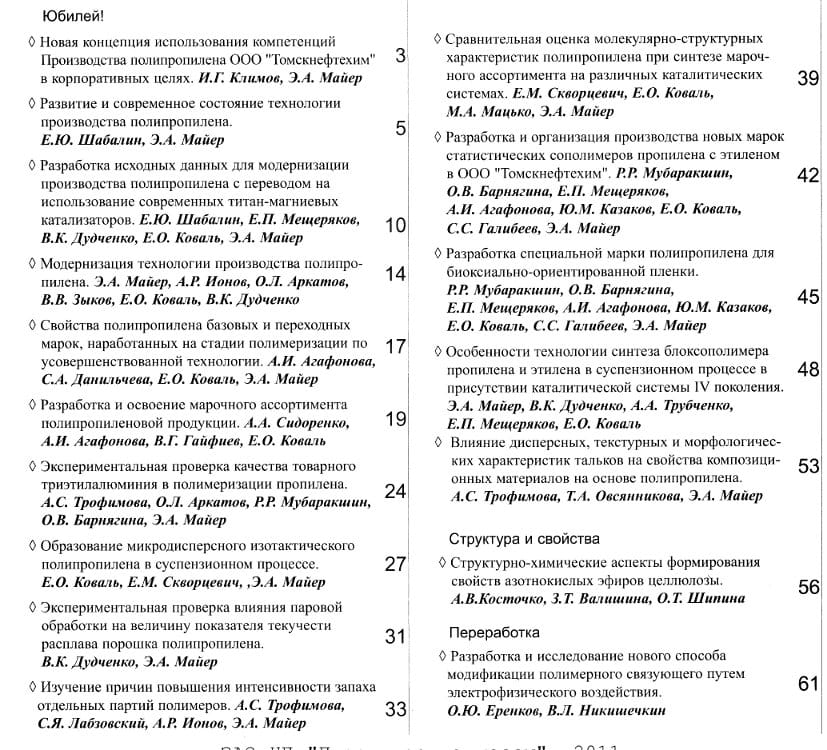 Юбилей!
◊ Новая концепция использования компетенций
Производства полипропилена ООО "Томскнефтехим"
в корпоративных целях. И.Г. Климов, Э.А. Майер
3
◊ Развитие и современное состояние технологии
производства полипропилена.
Е.Ю. Шабалин, Э.А. Майер
5
◊ Разработка исходных данных для модернизации
производства полипропилена с переводом на
использование современных титан-магниевых
катализаторов. Е.Ю. Шабалин, Е.П. Мещеряков,
В.К. Дудченко, Е.О. Коваль, Э.А. Майер
10
◊ Модернизация технологии производства полипро-
пилена. Э.А. Майер, А.Р. Ионов, О.Л. Аркатов,
В.В. Зыков, Е.О. Коваль, В.К. Дудченко
14
◊ Свойства полипропилена базовых и переходных
марок, наработанных на стадии полимеризации по
усовершенствованной технологии. А.И. Агафонова,
С.А. Данильчева, Е.О. Коваль, Э.А. Майер
17
◊ Разработка и освоение марочного ассортимента
полипропиленовой продукции. А.А. Сидоренко,
А.И. Агафонова, В.Г. Гайфиев, Е.О. Коваль
19
◊ Экспериментальная проверка качества товарного
триэтилалюминия в полимеризации пропилена.
А.С. Трофимова, О.Л. Аркатов, Р.Р. Мубаракшин,
О.В. Барнягина, Э.А. Майер
24
◊ Образование микродисперсного изотактического
полипропилена в суспензионном процессе.
Е.О. Коваль, Е.М. Скворцевич, ,Э.А. Майер
27
◊ Экспериментальная проверка влияния паровой
обработки на величину показателя текучести
расплава порошка полипропилена.
В.К. Дудченко, Э.А. Майер
31
◊ Изучение причин повышения интенсивности запаха
отдельных партий полимеров. А.С. Трофимова,
С.Я. Лабзовский, А.Р. Ионов, Э.А. Майер
33
◊ Сравнительная оценка молекулярно-структурных
характеристик полипропилена при синтезе мароч-
ного ассортимента на различных каталитических
системах. Е.М. Скворцевич, Е.О. Коваль,
М.А. Мацько, Э.А. Майер
39
◊ Разработка и организация производства новых марок
статистических сополимеров пропилена с этиленом
в ООО "Томскнефтехим". Р.Р. Мубаракшин,
О.В. Барнягина, Е.П. Мещеряков,
А.И. Агафонова, Ю.М. Казаков, Е.О. Коваль,
С.С. Галибеев, Э.А. Майер
42
◊ Разработка специальной марки полипропилена для
биоксиально-ориентированной пленки.
Р.Р. Мубаракшин, О.В. Барнягина,
Е.П. Мещеряков, А.И. Агафонова, Ю.М. Казаков,
Е.О. Коваль, С.С. Галибеев, Э.А. Майер
45
◊ Особенности технологии синтеза блоксополимера
пропилена и этилена в суспензионном процессе в
присутствии каталитической системы IV поколения.
Э.А. Майер, В.К. Дудченко, А.А. Трубченко,
Е.П. Мещеряков, Е.О. Коваль
48
◊ Влияние дисперсных, текстурных и морфологичес-
ких характеристик тальков на свойства композици-
онных материалов на основе полипропилена.
А.С. Трофимова, Т.А. Овсянникова, Э.А. Майер
53
Структура и свойства
◊ Структурно-химические аспекты формирования
свойств азотнокислых эфиров целлюлозы.
А.В.Косточко, З.Т. Валишина, О.Т. Шипина
56
Переработка
◊ Разработка и исследование нового способа
модификации полимерного связующего путем
электрофизического воздействия.
О.Ю. Еренков, В.Л. Никишечкин
61